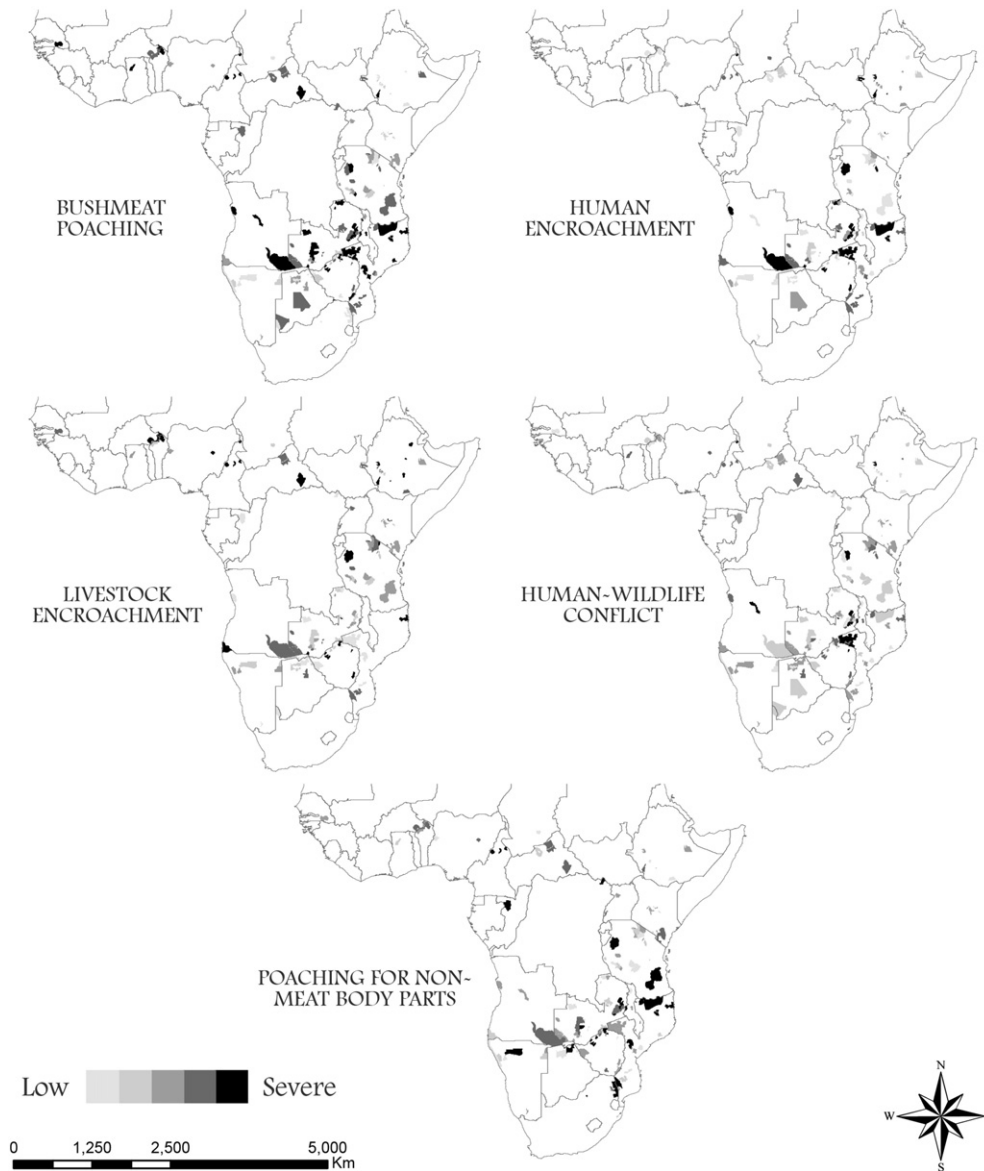 BUSHMEAT
POACHING
HUMAN
ENCROACHMENT
LIVESTOCK
ENCROACHMENT
HUMAN-WILDLIFE
CONFLICT
POACHING FOR NON-
MEAT BODY PARTS
Low Severe
0 1,250 2,500 5,000
Km
N
W E
S